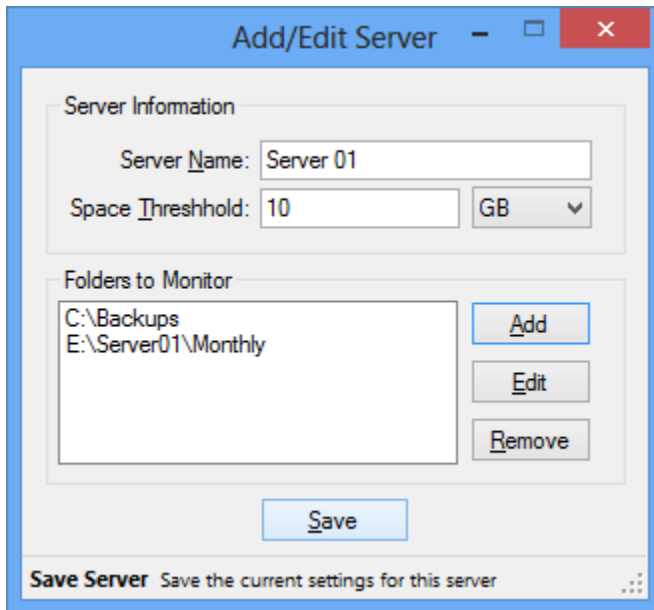 Add/Edit Server
Server Information
Server Name: Server 01
Space Threshhold: 10 GB
Folders to Monitor
C:\Backups
E:\Server01\Monthly
Add
Edit
Remove
Save
Save Server Save the current settings for this server